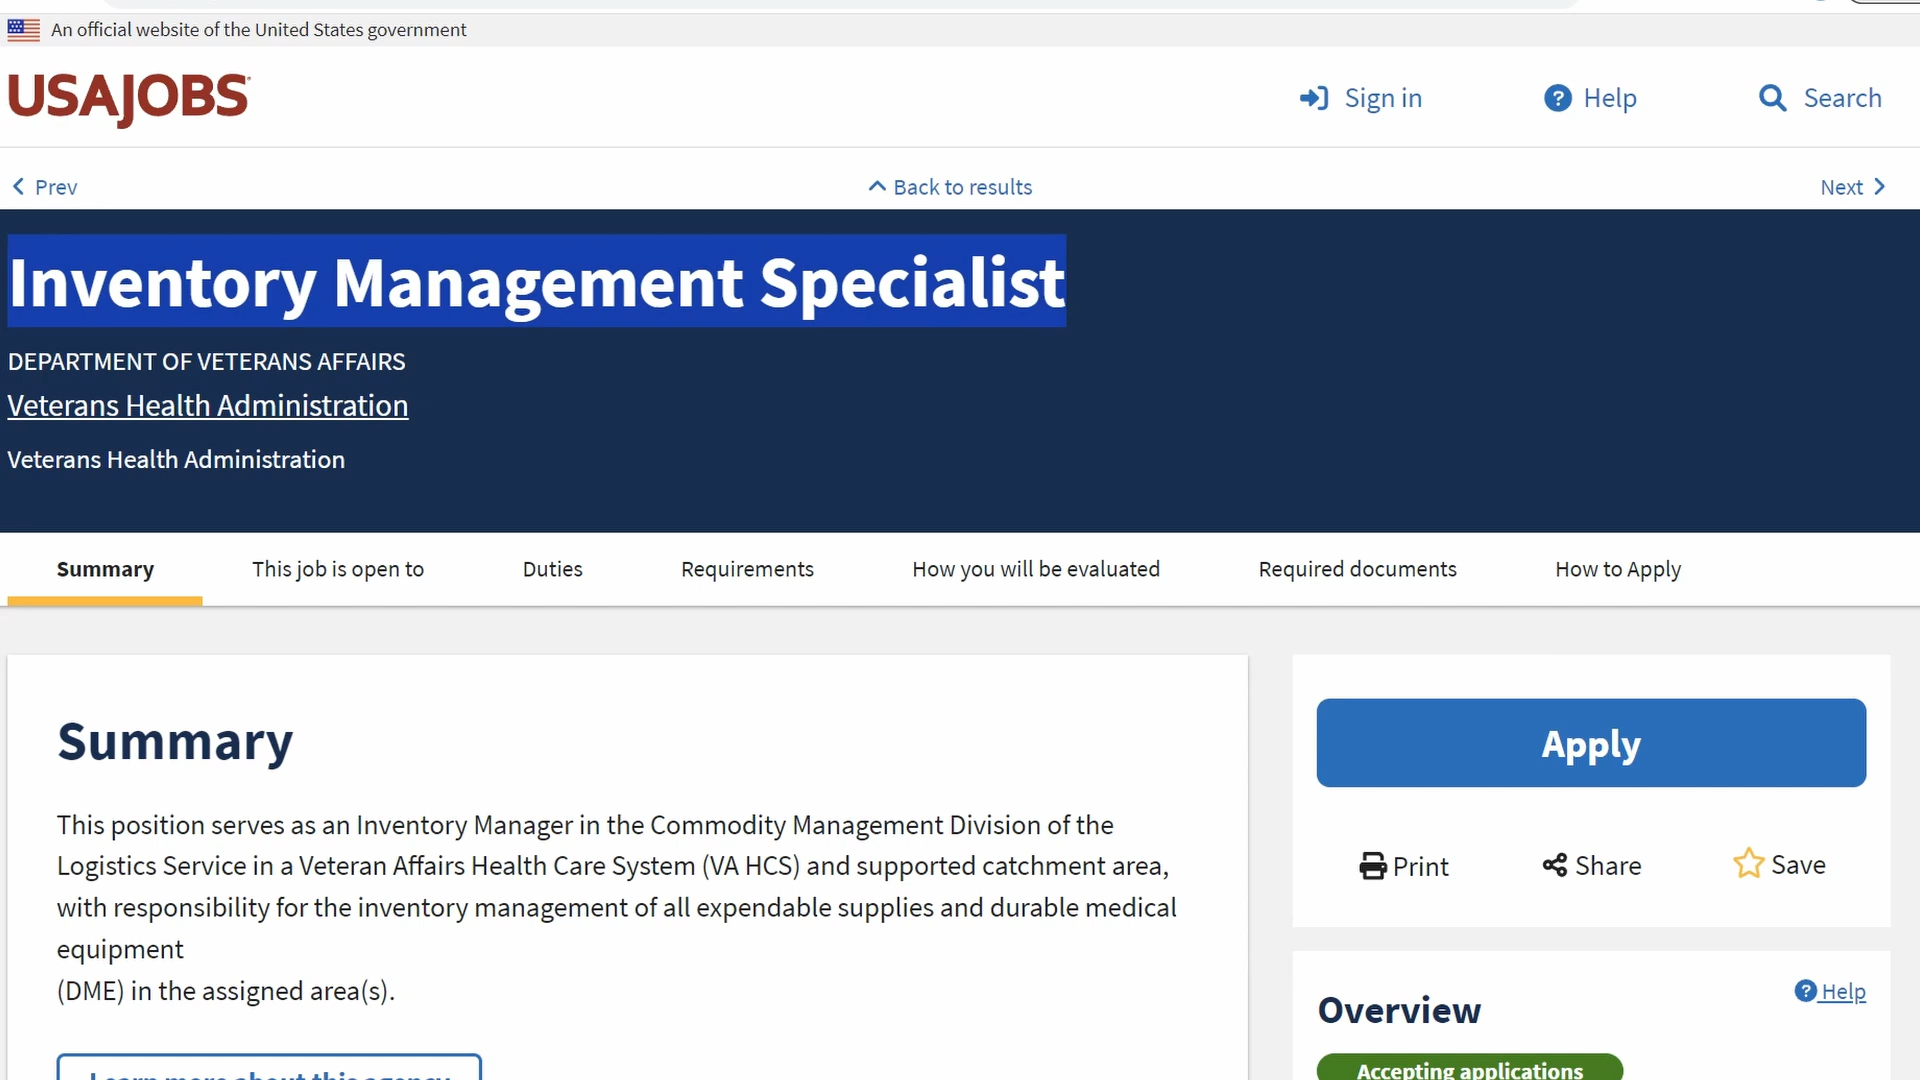 An official website of the United States government
USAJOBS
Sign in
Help
Search
Prev
Back to results
Next
Inventory Management Specialist
DEPARTMENT OF VETERANS AFFAIRS
Veterans Health Administration
Veterans Health Administration
Summary
This job is open to
Duties
Requirements
How you will be evaluated
Required documents
How to Apply
Summary
This position serves as an Inventory Manager in the Commodity Management Division of the
Logistics Service in a Veteran Affairs Health Care System (VA HCS) and supported catchment area,
with responsibility for the inventory management of all expendable supplies and durable medical
equipment
(DME) in the assigned area(s).
Learn more about this agency
Apply
Print
Share
Save
Overview
Help
Accepting applications